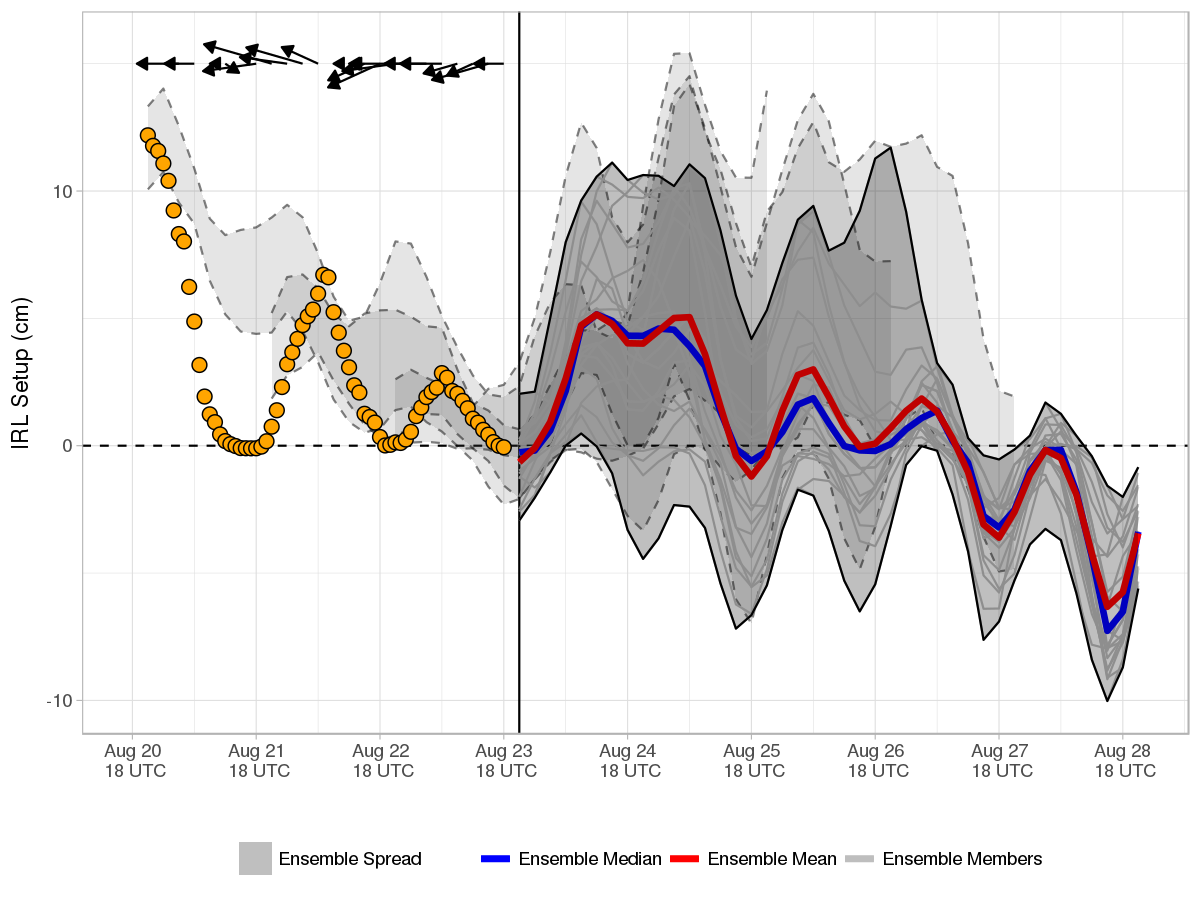 IRL Setup (cm)
10
0
-10
Aug 20 Aug 21 Aug 22 Aug 23 Aug 24 Aug 25 Aug 26 Aug 27 Aug 28
18 UTC 18 UTC 18 UTC 18 UTC 18 UTC 18 UTC 18 UTC 18 UTC 18 UTC
Ensemble Spread Ensemble Median Ensemble Mean Ensemble Members